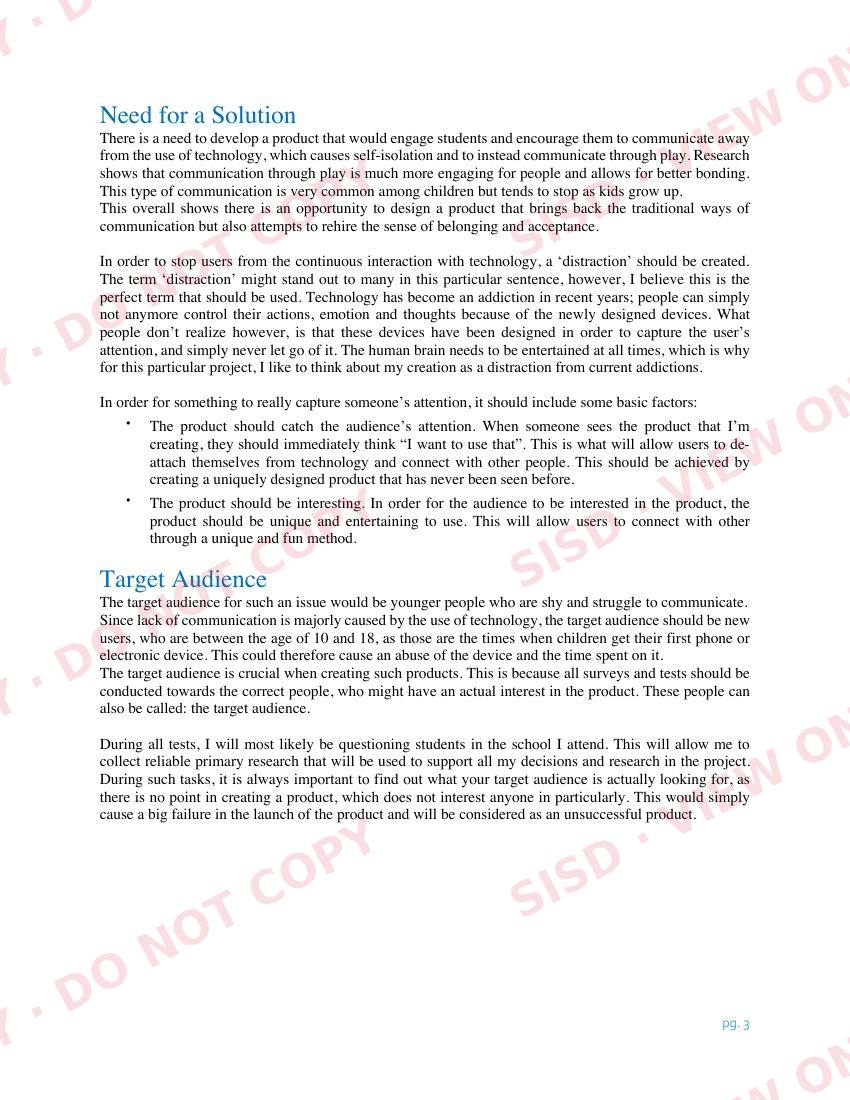 Need for a Solution
There is a need to develop a product that would engage students and encourage them to communicate away
from the use of technology, which causes self-isolation and to instead communicate through play. Research
shows that communication through play is much more engaging for people and allows for better bonding.
This type of communication is very common among children but tends to stop as kids grow up.
This overall shows there is an opportunity to design a product that brings back the traditional ways of
communication but also attempts to rehire the sense of belonging and acceptance.
In order to stop users from the continuous interaction with technology, a ‘distraction’ should be created.
The term ‘distraction’ might stand out to many in this particular sentence, however, I believe this is the
perfect term that should be used. Technology has become an addiction in recent years; people can simply
not anymore control their actions, emotion and thoughts because of the newly designed devices. What
people don’t realize however, is that these devices have been designed in order to capture the user’s
attention, and simply never let go of it. The human brain needs to be entertained at all times, which is why
for this particular project, I like to think about my creation as a distraction from current addictions.
In order for something to really capture someone’s attention, it should include some basic factors:
• The product should catch the audience’s attention. When someone sees the product that I’m
creating, they should immediately think “I want to use that”. This is what will allow users to de-
attach themselves from technology and connect with other people. This should be achieved by
creating a uniquely designed product that has never been seen before.
• The product should be interesting. In order for the audience to be interested in the product, the
product should be unique and entertaining to use. This will allow users to connect with other
through a unique and fun method.
Target Audience
The target audience for such an issue would be younger people who are shy and struggle to communicate.
Since lack of communication is majorly caused by the use of technology, the target audience should be new
users, who are between the age of 10 and 18, as those are the times when children get their first phone or
electronic device. This could therefore cause an abuse of the device and the time spent on it.
The target audience is crucial when creating such products. This is because all surveys and tests should be
conducted towards the correct people, who might have an actual interest in the product. These people can
also be called: the target audience.
During all tests, I will most likely be questioning students in the school I attend. This will allow me to
collect reliable primary research that will be used to support all my decisions and research in the project.
During such tasks, it is always important to find out what your target audience is actually looking for, as
there is no point in creating a product, which does not interest anyone in particularly. This would simply
cause a big failure in the launch of the product and will be considered as an unsuccessful product.
pg. 3
Y · DO NOT COPY
SISD · VIEW ON
Y · DO NOT COPY
SISD · VIEW ON
Y · DO NOT COPY
SISD · VIEW ON